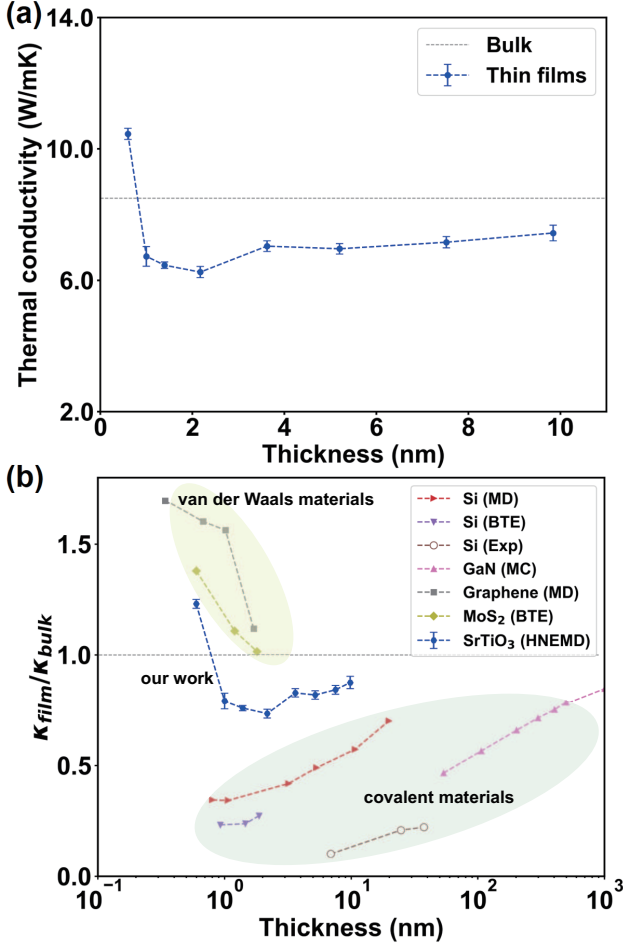 (a)
14.0
Thermal conductivity (W/mK)
10.0
6.0
2.0
Bulk
Thin films
0 2 4 6 8 10
Thickness (nm)
(b)
κ_film/κ_bulk
1.5
1.0
0.5
0.0
van der Waals materials
our work
covalent materials
Si (MD)
Si (BTE)
Si (Exp)
GaN (MC)
Graphene (MD)
MoS₂ (BTE)
SrTiO₃ (HNEMD)
10⁻¹ 10⁰ 10¹ 10² 10³
Thickness (nm)